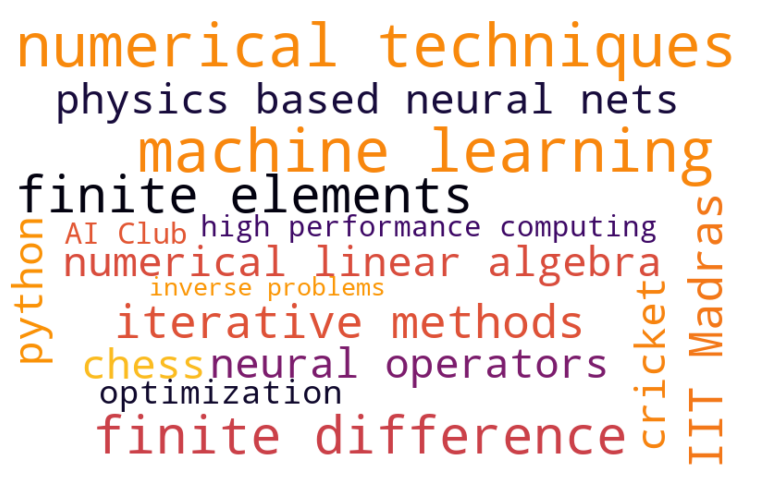 numerical techniques
physics based neural nets
machine learning
finite elements
AI Club
high performance computing
numerical linear algebra
inverse problems
iterative methods
chess
neural operators
optimization
finite difference
python
cricket
IIT Madras